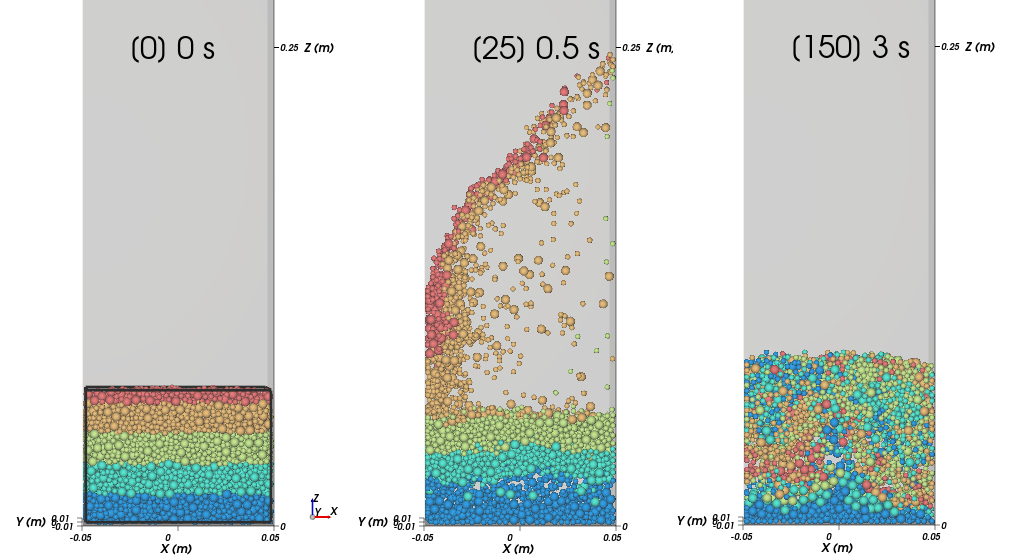 (0) 0 s
0.25 Z (m)
Y (m) 0.01
-0.01
0
-0.05 0 0.05
X (m)
Z
Y X
(25) 0.5 s
0.25 Z (m,
Y (m) 0.01
-0.01
0
-0.05 0 0.05
X (m)
(150) 3 s
0.25 Z (m)
Y (m) 0.01
-0.01
0
-0.05 0 0.05
X (m)